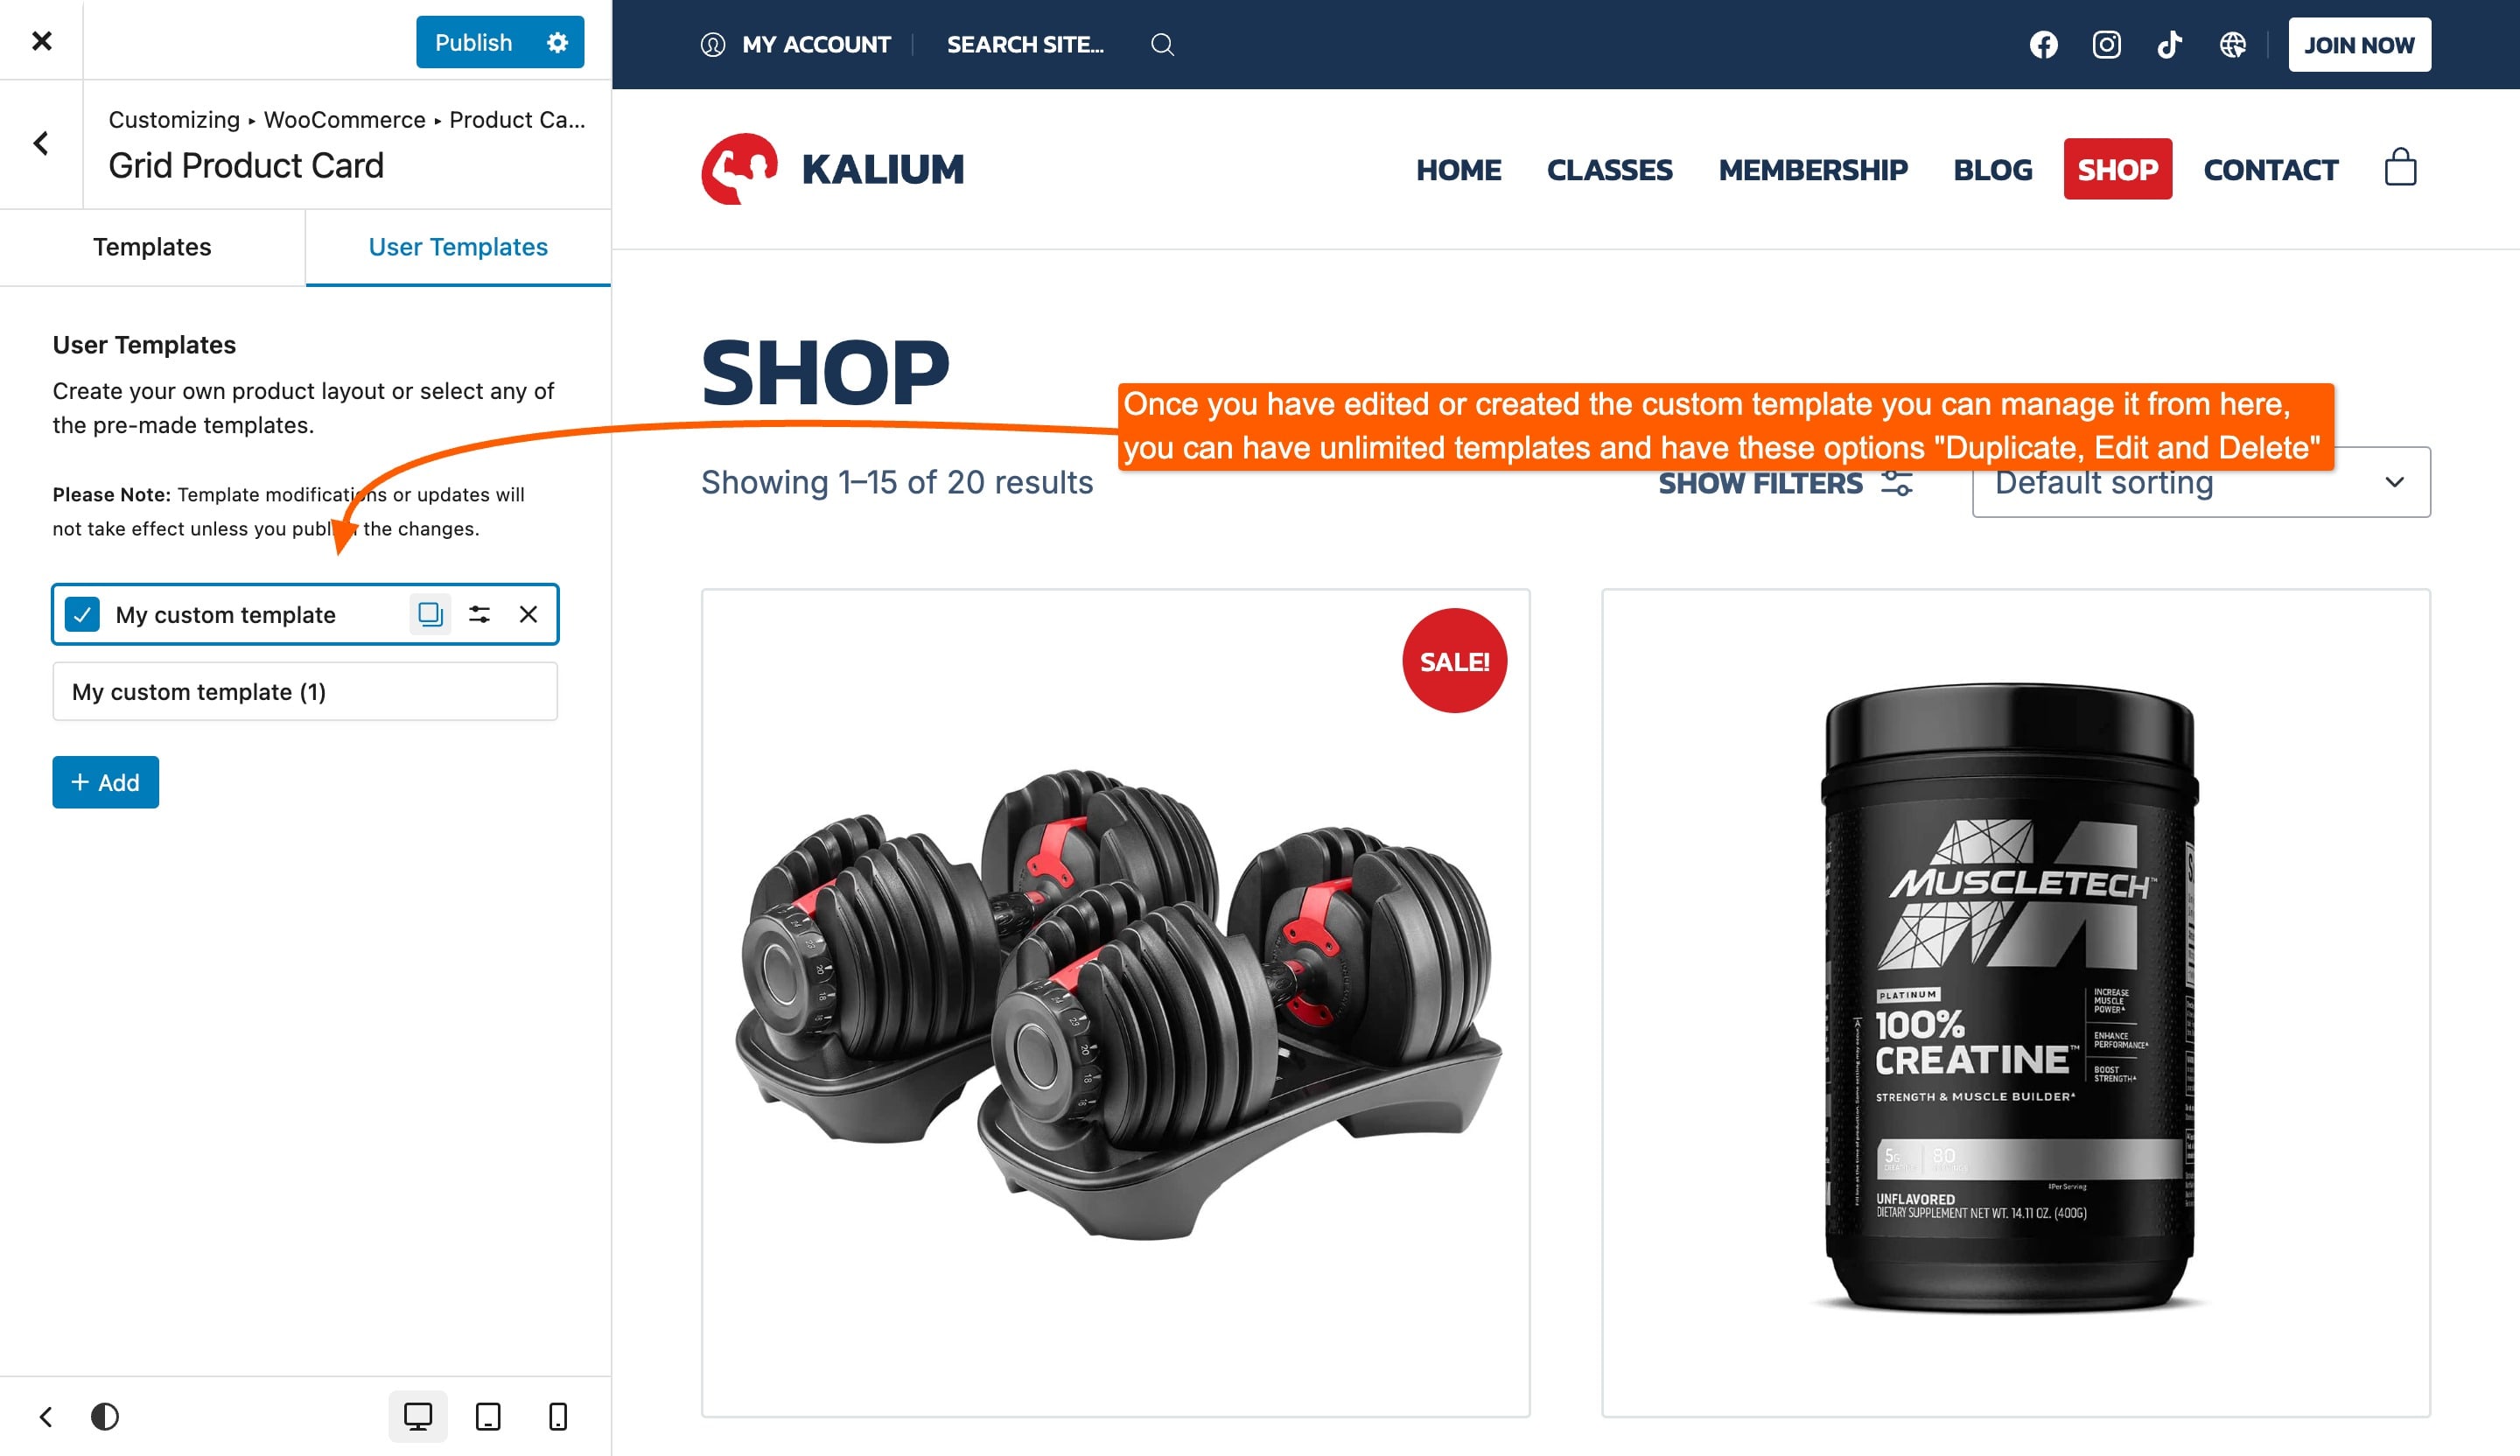 Publish
Customizing ▸ WooCommerce ▸ Product Ca...
Grid Product Card
Templates
User Templates
User Templates
Create your own product layout or select any of
the pre-made templates.
Please Note: Template modifications or updates will
not take effect unless you publish the changes.
My custom template
My custom template (1)
+ Add
MY ACCOUNT
SEARCH SITE...
JOIN NOW
KALIUM
HOME
CLASSES
MEMBERSHIP
BLOG
SHOP
CONTACT
SHOP
Once you have edited or created the custom template you can manage it from here,
you can have unlimited templates and have these options "Duplicate, Edit and Delete"
Showing 1–15 of 20 results
SHOW FILTERS
Default sorting
SALE!
MUSCLETECH™
PLATINUM
100%
CREATINE™
INCREASE
MUSCLE
POWER▴
ENHANCE
PERFORMANCE▴
BOOST
STRENGTH▴
STRENGTH & MUSCLE BUILDER▴
5G
80
‡Per Serving
UNFLAVORED
DIETARY SUPPLEMENT NET WT. 14.11 OZ. (400G)